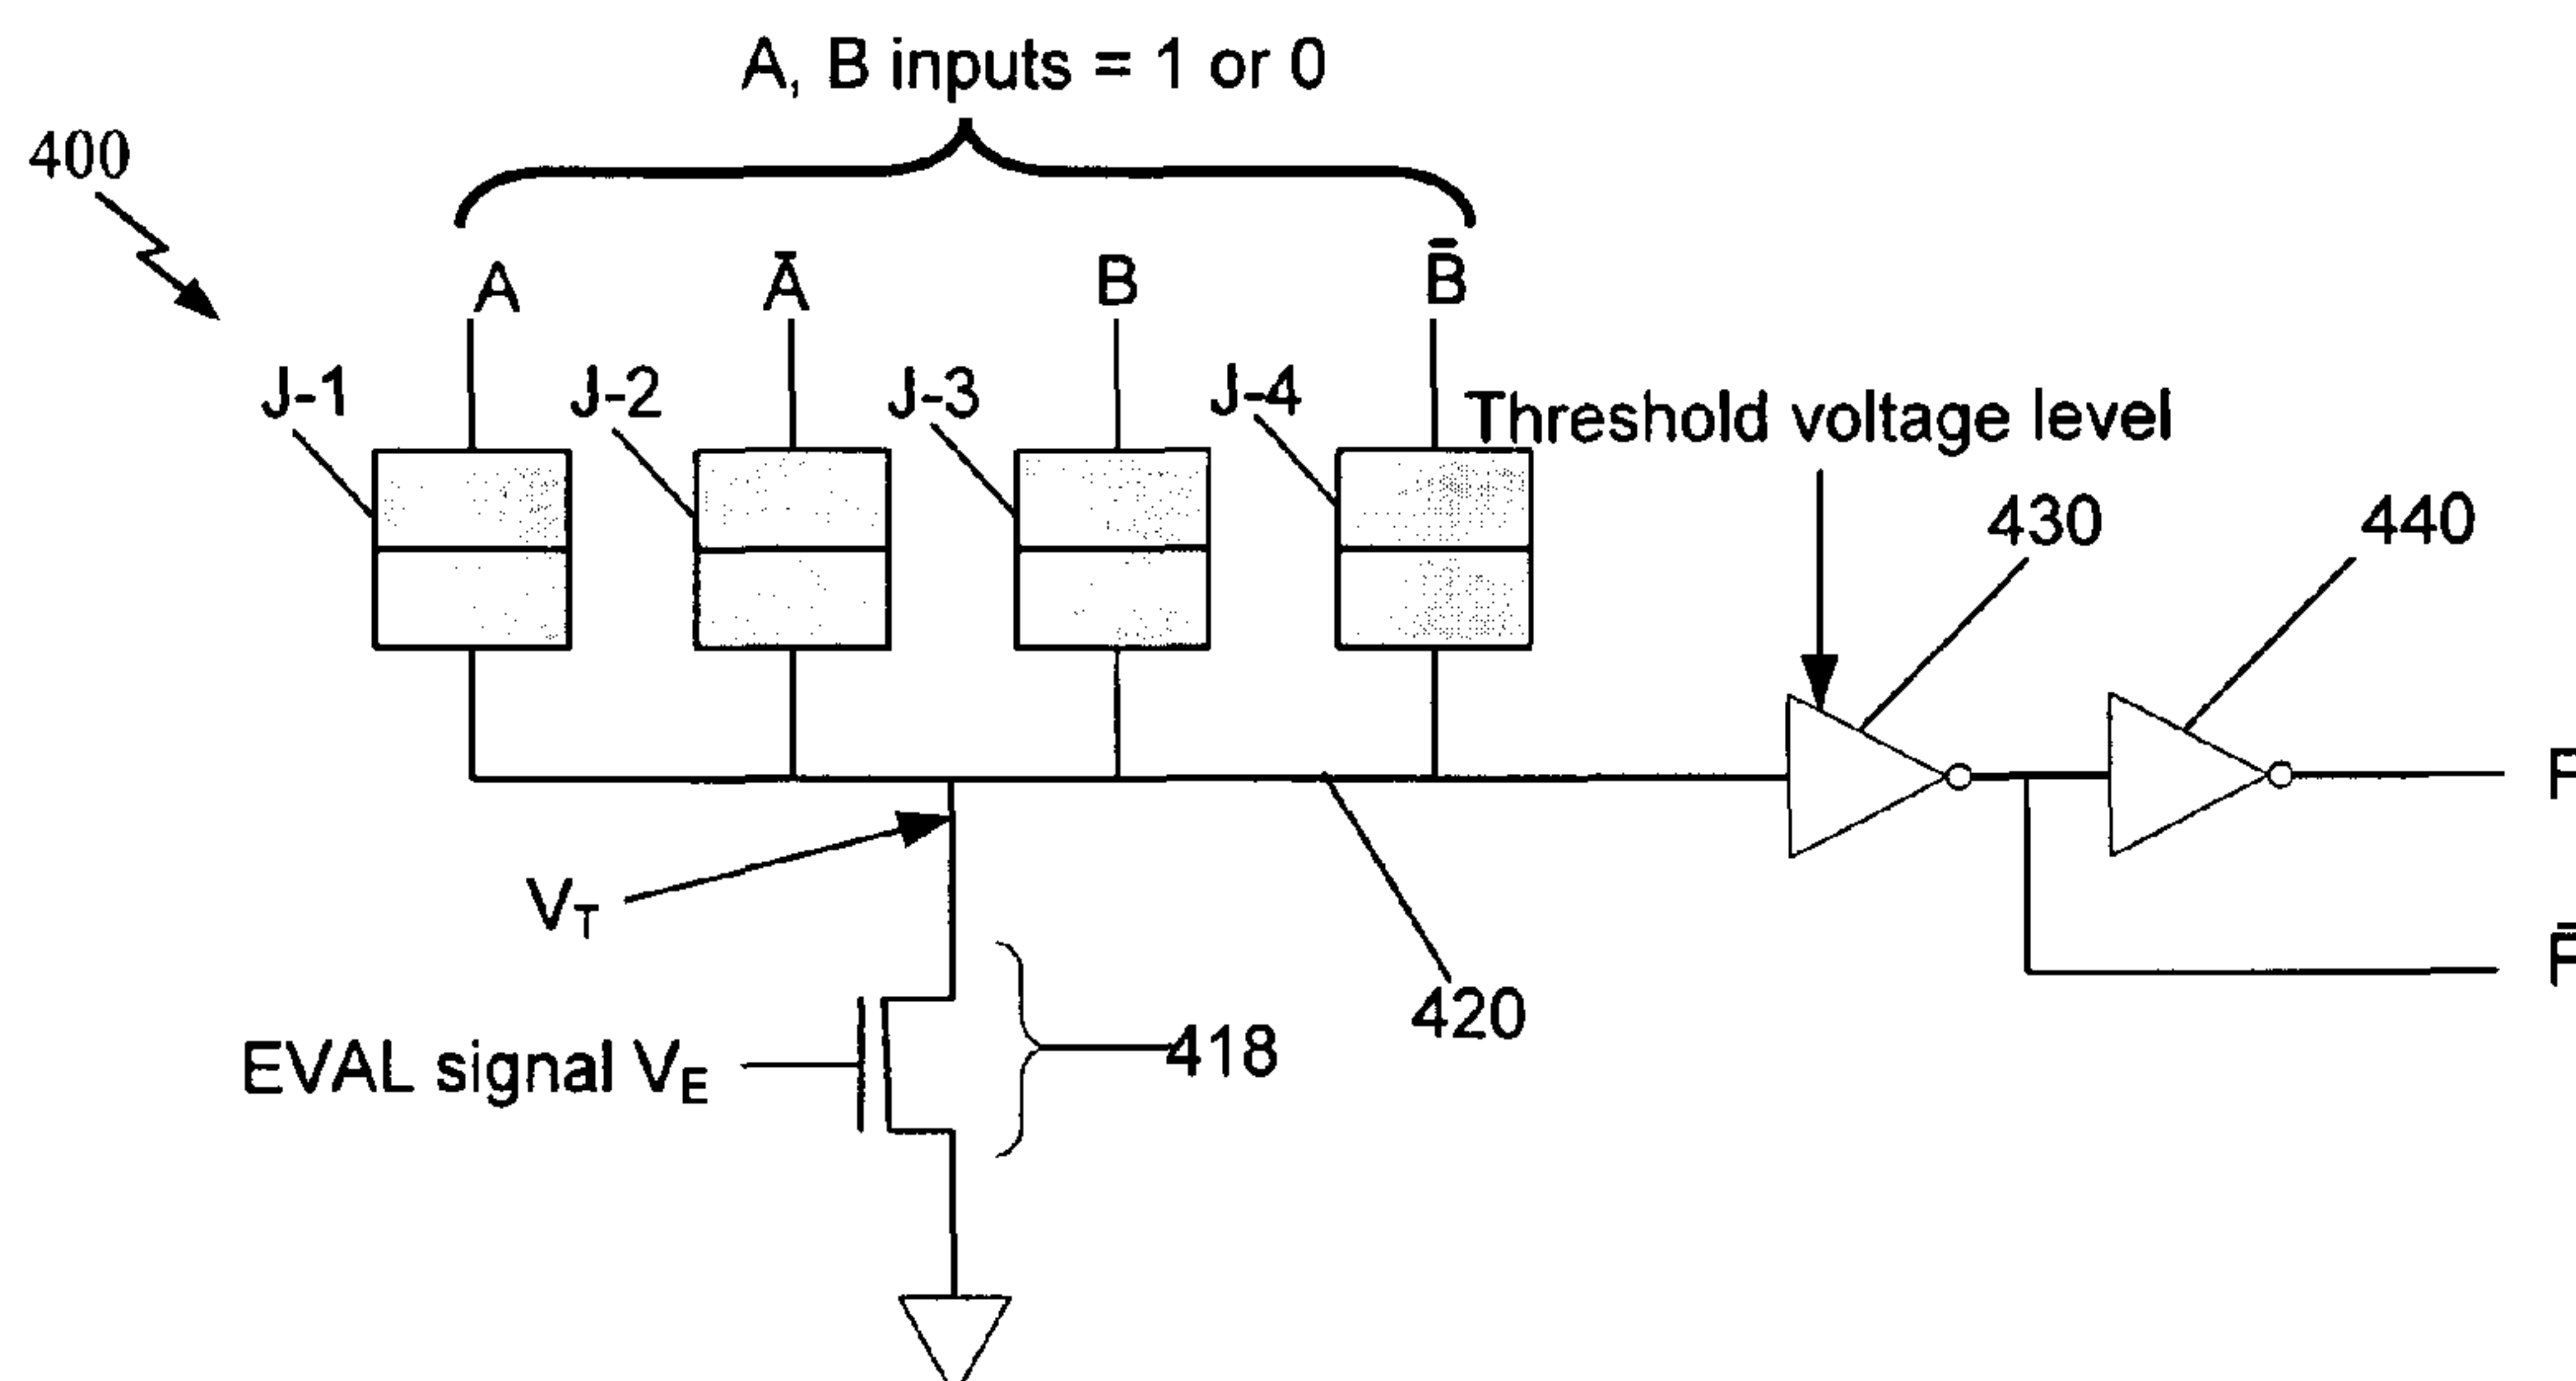 A, B inputs = 1 or 0
400
A Ā B B̄
J-1 J-2 J-3 J-4
Threshold voltage level
430 440
V_T
420
418
EVAL signal V_E